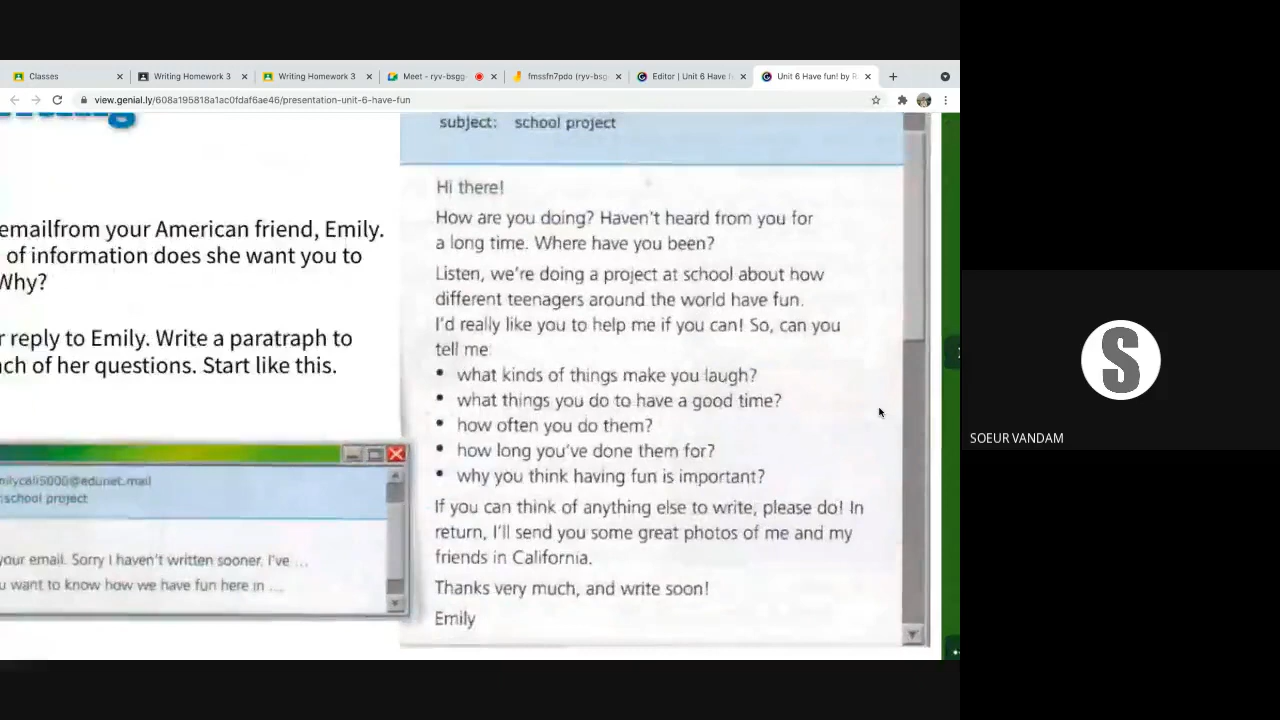 Classes
Writing Homework 3
Writing Homework 3
Meet - ryv-bsgg
fmssfn7pdo (ryv-bsg
Editor | Unit 6 Have f
Unit 6 Have fun! by R
view.genial.ly/608a195818a1ac0fdaf6ae46/presentation-unit-6-have-fun
emailfrom your American friend, Emily.
of information does she want you to
Why?
r reply to Emily. Write a paratraph to
ach of her questions. Start like this.
school project
your email. Sorry I haven't written sooner. I've ...
u want to know how we have fun here in ...
subject: school project
Hi there!
How are you doing? Haven't heard from you for
a long time. Where have you been?
Listen, we're doing a project at school about how
different teenagers around the world have fun.
I'd really like you to help me if you can! So, can you
tell me:
• what kinds of things make you laugh?
• what things you do to have a good time?
• how often you do them?
• how long you've done them for?
• why you think having fun is important?
If you can think of anything else to write, please do! In
return, I'll send you some great photos of me and my
friends in California.
Thanks very much, and write soon!
Emily
S
SOEUR VANDAM